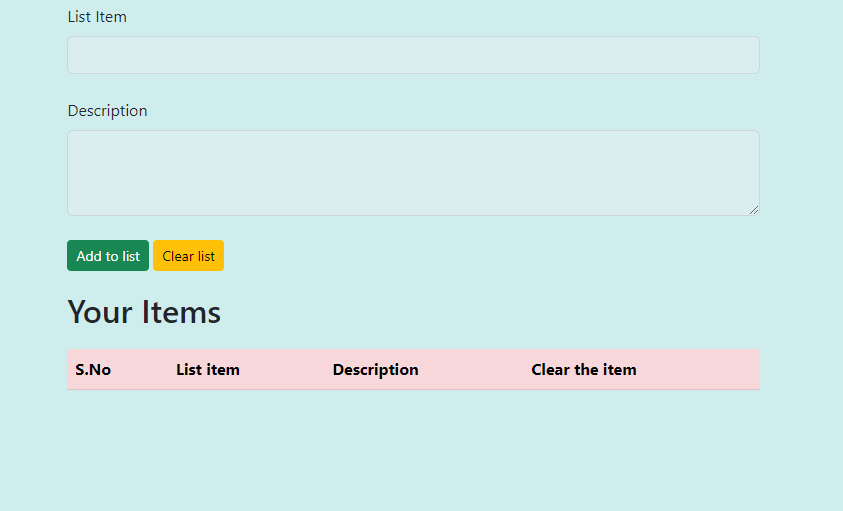 List Item
Description
Add to list Clear list
Your Items
S.No List item Description Clear the item